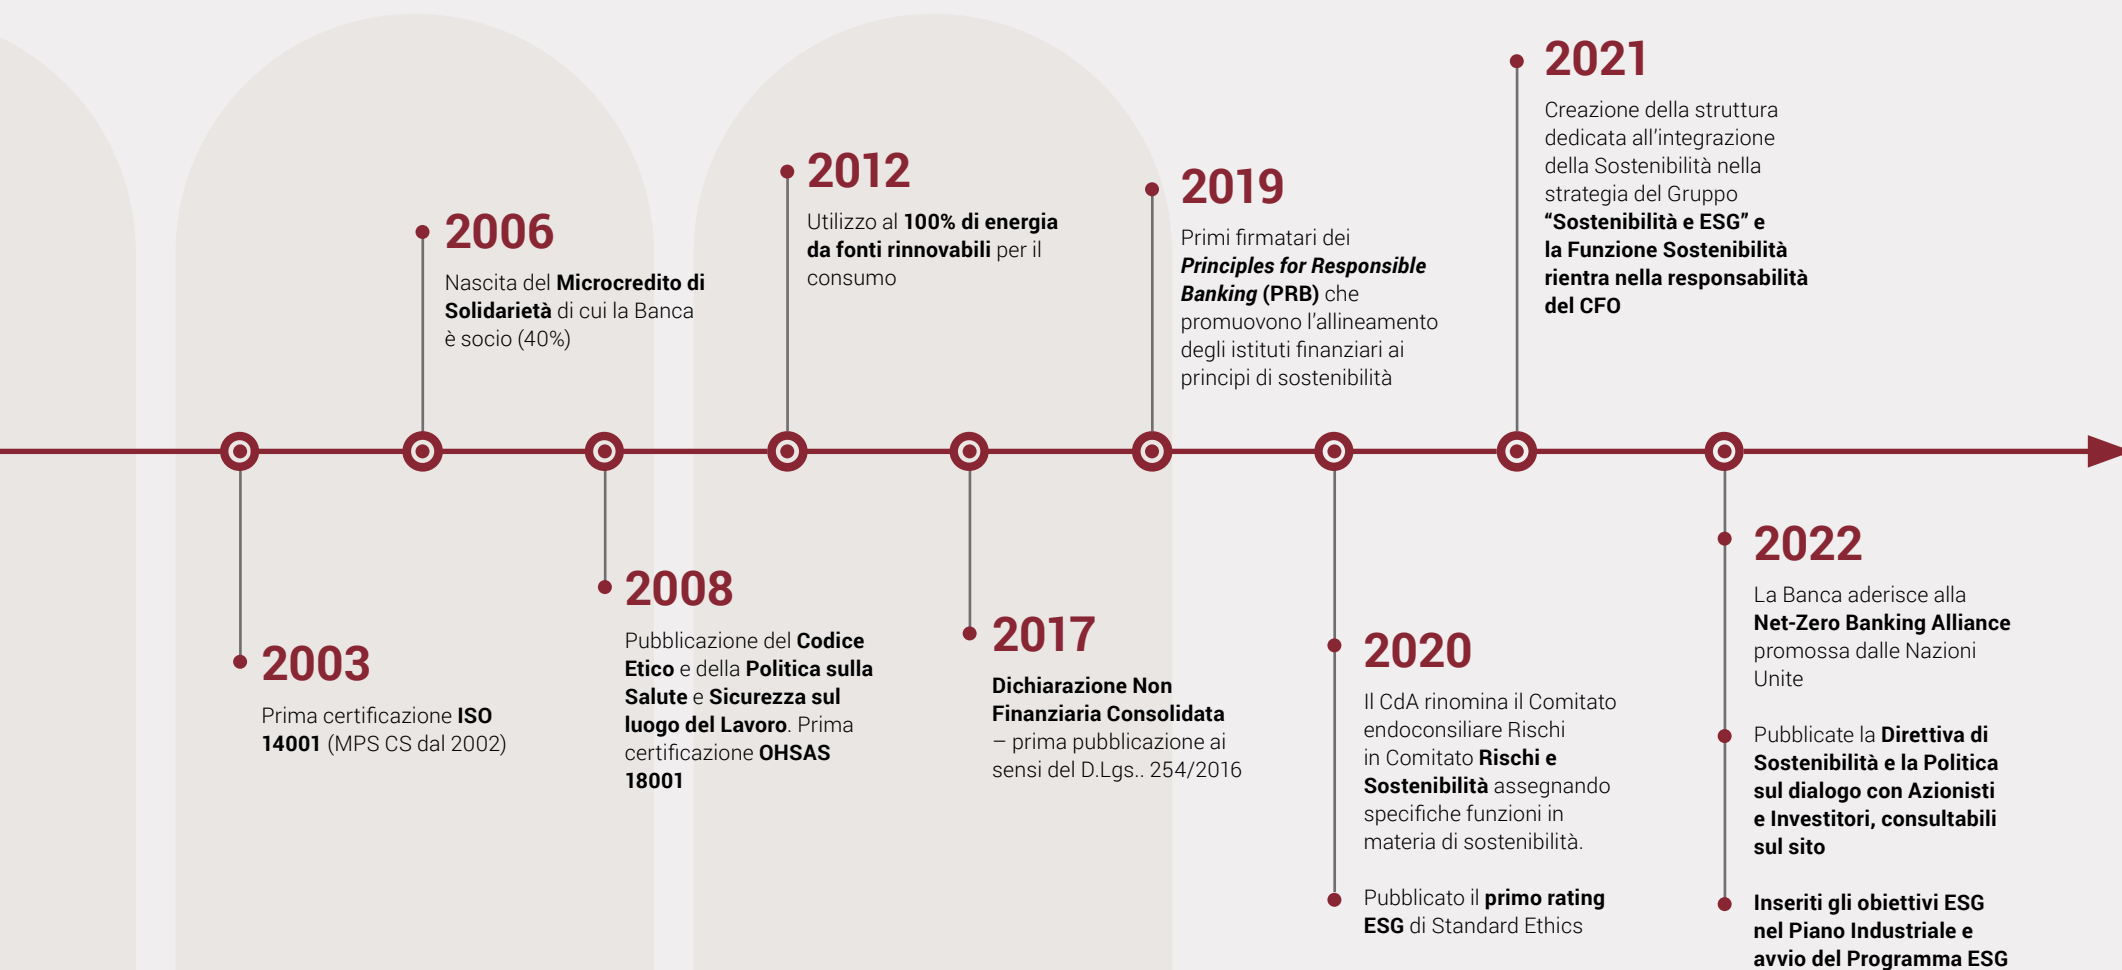 2003
Prima certificazione ISO
14001 (MPS CS dal 2002)
2006
Nascita del Microcredito di
Solidarietà di cui la Banca
è socio (40%)
2008
Pubblicazione del Codice
Etico e della Politica sulla
Salute e Sicurezza sul
luogo del Lavoro. Prima
certificazione OHSAS
18001
2012
Utilizzo al 100% di energia
da fonti rinnovabili per il
consumo
2017
Dichiarazione Non
Finanziaria Consolidata
– prima pubblicazione ai
sensi del D.Lgs.. 254/2016
2019
Primi firmatari dei
Principles for Responsible
Banking (PRB) che
promuovono l’allineamento
degli istituti finanziari ai
principi di sostenibilità
2020
Il CdA rinomina il Comitato
endoconsiliare Rischi
in Comitato Rischi e
Sostenibilità assegnando
specifiche funzioni in
materia di sostenibilità.
Pubblicato il primo rating
ESG di Standard Ethics
2021
Creazione della struttura
dedicata all’integrazione
della Sostenibilità nella
strategia del Gruppo
“Sostenibilità e ESG” e
la Funzione Sostenibilità
rientra nella responsabilità
del CFO
2022
La Banca aderisce alla
Net-Zero Banking Alliance
promossa dalle Nazioni
Unite
Pubblicate la Direttiva di
Sostenibilità e la Politica
sul dialogo con Azionisti
e Investitori, consultabili
sul sito
Inseriti gli obiettivi ESG
nel Piano Industriale e
avvio del Programma ESG